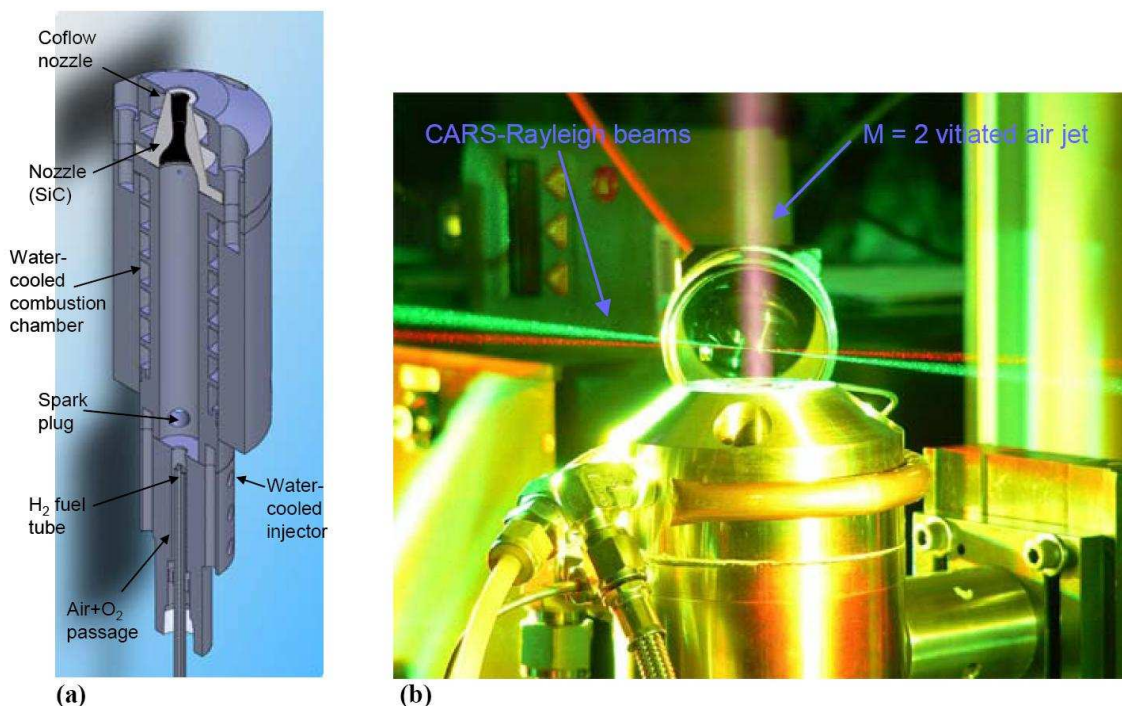 Coflow
nozzle
Nozzle
(SiC)
Water-
cooled
combustion
chamber
Spark
plug
H₂ fuel
tube
Water-
cooled
injector
Air+O₂
passage
(a)
CARS-Rayleigh beams
M = 2 vitiated air jet
(b)